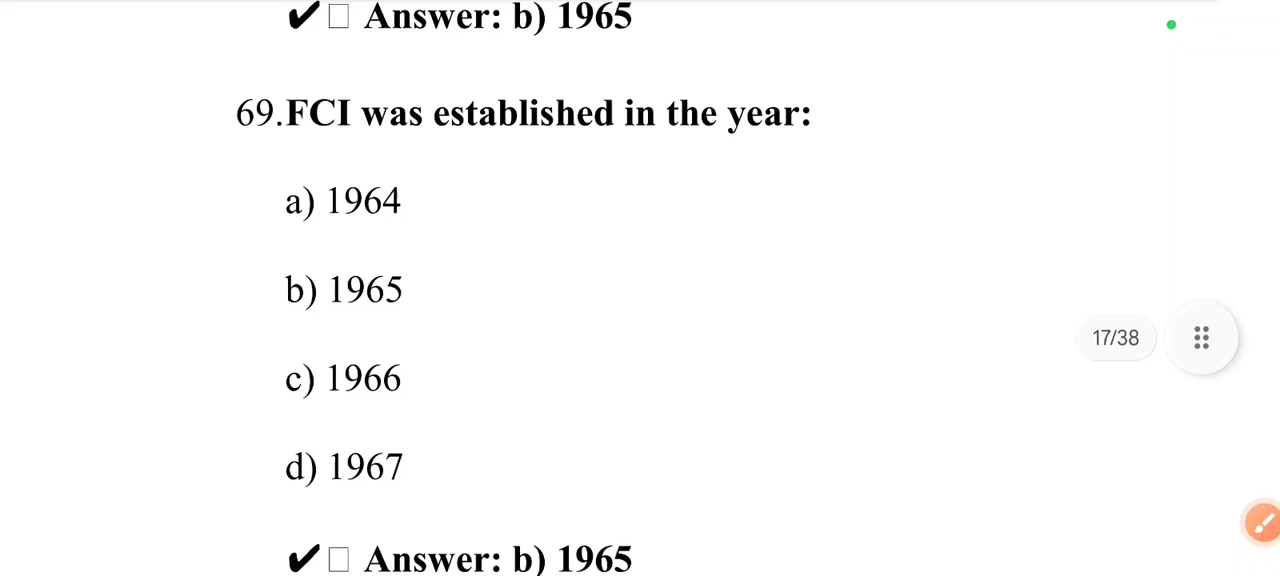 ✔□ Answer: b) 1965
69.FCI was established in the year:
a) 1964
b) 1965
c) 1966
17/38
d) 1967
✔□ Answer: b) 1965